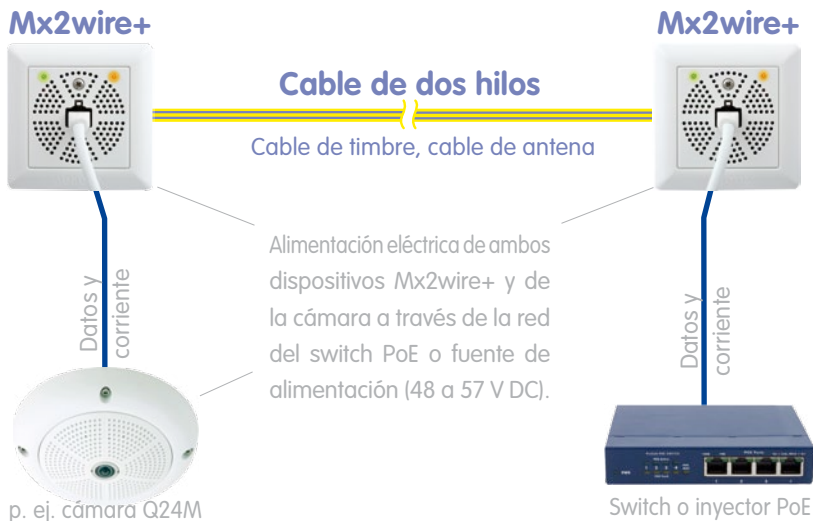 Mx2wire+
Mx2wire+
Cable de dos hilos
Cable de timbre, cable de antena
Alimentación eléctrica de ambos
dispositivos Mx2wire+ y de
la cámara a través de la red
del switch PoE o fuente de
alimentación (48 a 57 V DC).
Datos y
corriente
Datos y
corriente
p. ej. cámara Q24M
Switch o inyector PoE